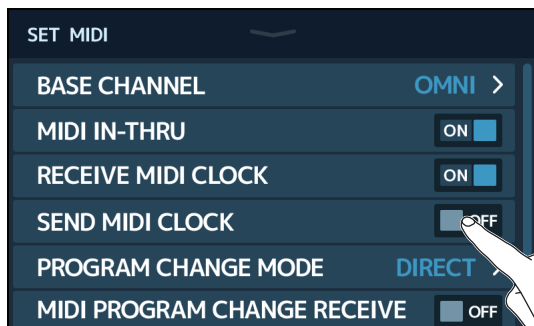 SET MIDI
BASE CHANNEL OMNI >
MIDI IN-THRU ON
RECEIVE MIDI CLOCK ON
SEND MIDI CLOCK OFF
PROGRAM CHANGE MODE DIRECT >
MIDI PROGRAM CHANGE RECEIVE OFF